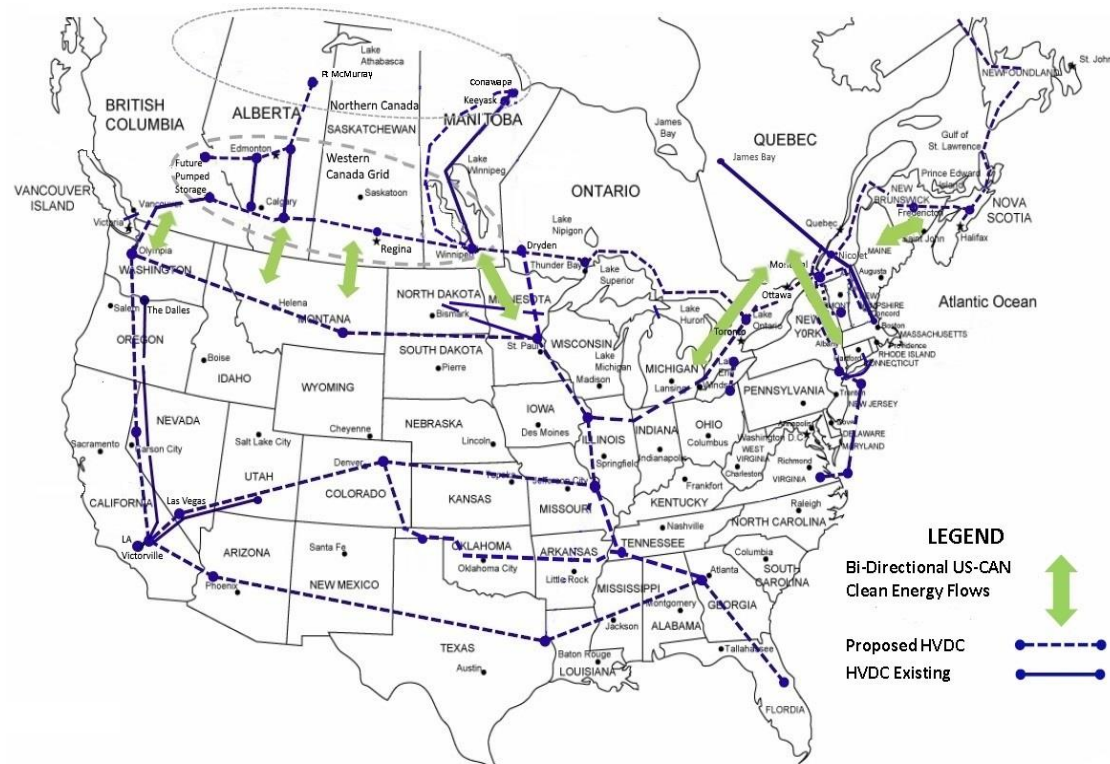 Lake
Athabasca
Ft McMurray
Conawapa
Keeyask
NEWFOUNDLAND
St. John
BRITISH
COLUMBIA
ALBERTA
Northern Canada
SASKATCHEWAN
MANITOBA
James
Bay
QUEBEC
James Bay
Gulf of
St. Lawrence
Edmonton
Future
Pumped
Storage
Western
Canada Grid
Saskatoon
Lake
Winnipeg
ONTARIO
Prince Edward
Island
NEW
BRUNSWICK
Fredericton
NOVA
SCOTIA
VANCOUVER
ISLAND
Vancouver
Victoria
Calgary
Regina
Winnipeg
Dryden
Lake
Nipigon
Thunder Bay
Lake
Superior
Quebec
Nicolet
MAINE
Saint John
Halifax
Olympia
WASHINGTON
Montreal
Augusta
Ottawa
Helena
MONTANA
NORTH DAKOTA
Bismark
MINNESOTA
Lake
Huron
Toronto
Lake
Ontario
VERMONT
NEW
HAMPSHIRE
Concord
Atlantic Ocean
Salem
The Dalles
OREGON
St. Paul
WISCONSIN
Lake
Michigan
MICHIGAN
NEW
YORK
Albany
Boston
MASSACHUSETTS
Providence
RHODE ISLAND
Hartford
CONNECTICUT
Boise
IDAHO
SOUTH DAKOTA
Pierre
Madison
Lansing
Lake
Erie
WYOMING
PENNSYLVANIA
Trenton
NEW JERSEY
NEVADA
Sacramento
Carson City
Salt Lake City
Cheyenne
NEBRASKA
Lincoln
IOWA
Des Moines
ILLINOIS
Springfield
INDIANA
Indianapolis
OHIO
Columbus
Annapolis
Washington D.C.
DELAWARE
MARYLAND
WEST
VIRGINIA
Charleston
Richmond
VIRGINIA
UTAH
Denver
COLORADO
Topeka
KANSAS
Jefferson City
MISSOURI
Frankfort
KENTUCKY
CALIFORNIA
Las Vegas
LA
Victorville
Nashville
TENNESSEE
Raleigh
NORTH CAROLINA
ARIZONA
Phoenix
Santa Fe
NEW MEXICO
OKLAHOMA
Oklahoma City
ARKANSAS
Little Rock
Columbia
SOUTH
CAROLINA
Atlanta
GEORGIA
MISSISSIPPI
Jackson
Montgomery
ALABAMA
TEXAS
Austin
Baton Rouge
LOUISIANA
Tallahassee
FLORDIA
LEGEND
Bi-Directional US-CAN
Clean Energy Flows
Proposed HVDC
HVDC Existing